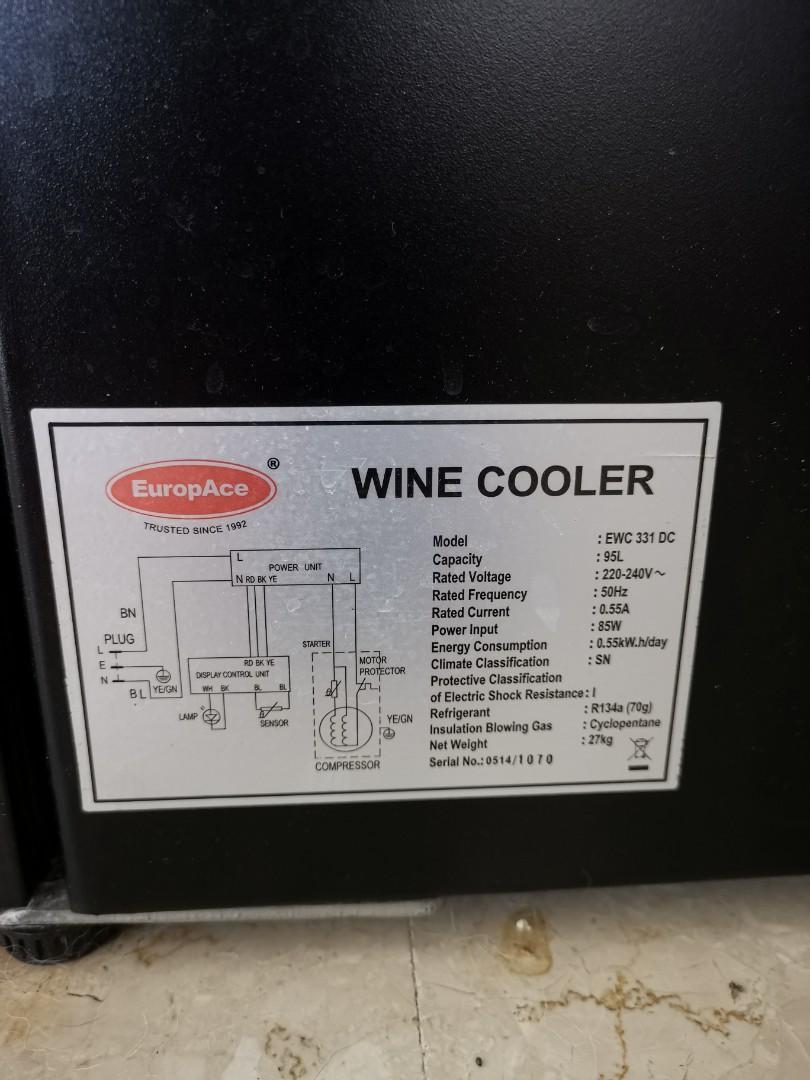 EuropAce ®
TRUSTED SINCE 1992
WINE COOLER
L
POWER UNIT
N RD BK YE N L
BN
PLUG
L
E
N
YE/GN
BL
RD BK YE
DISPLAY CONTROL UNIT
WH BK BL BL
LAMP
SENSOR
STARTER
MOTOR
PROTECTOR
θ
YE/GN
COMPRESSOR
Model : EWC 331 DC
Capacity : 95L
Rated Voltage : 220-240V~
Rated Frequency : 50Hz
Rated Current : 0.55A
Power Input : 85W
Energy Consumption : 0.55kW.h/day
Climate Classification : SN
Protective Classification
of Electric Shock Resistance: I
Refrigerant : R134a (70g)
Insulation Blowing Gas : Cyclopentane
Net Weight : 27kg
Serial No.: 0514/1070